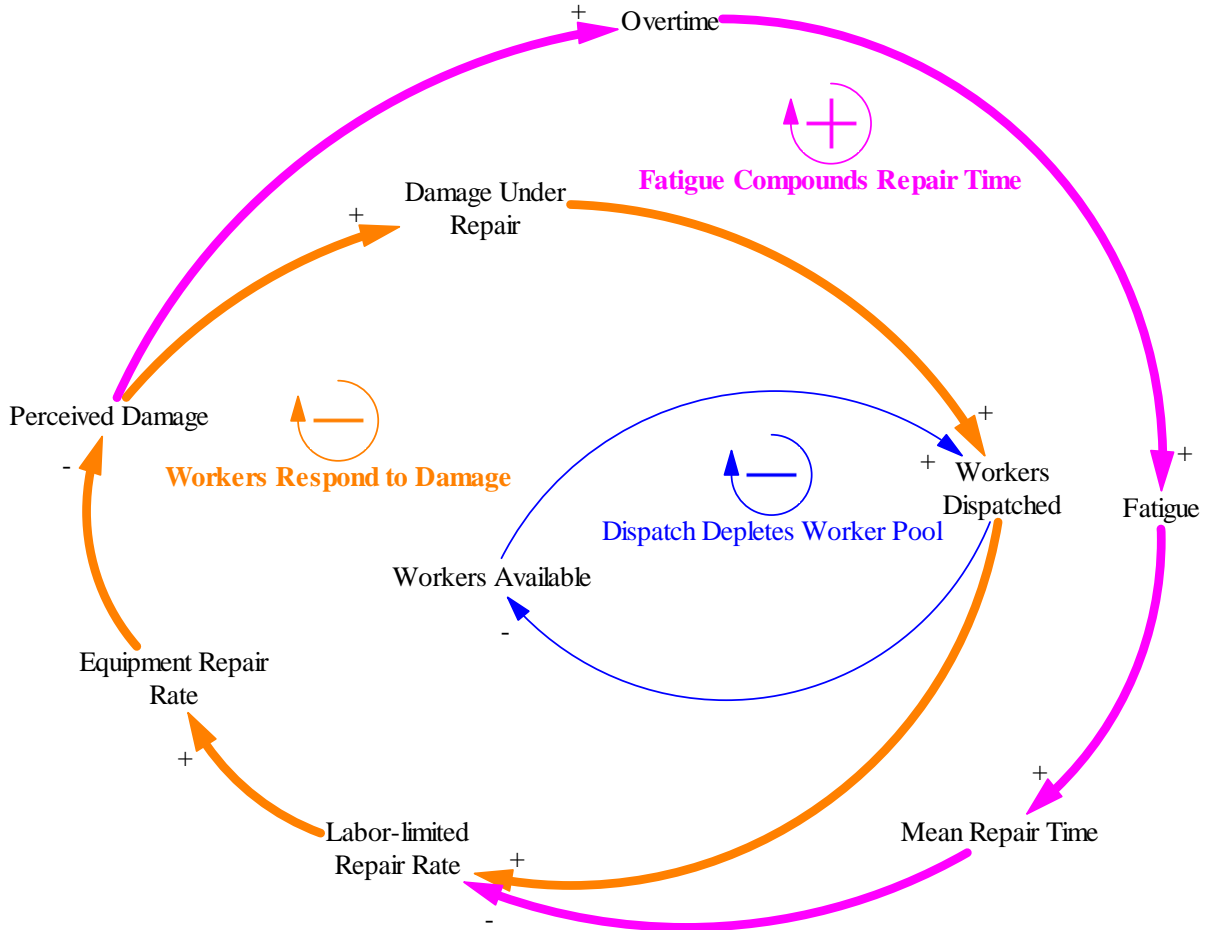 +
Overtime
Fatigue Compounds Repair Time
Damage Under
Repair
+
Perceived Damage
-
Workers Respond to Damage
+
+
Workers
Dispatched
Dispatch Depletes Worker Pool
+
Fatigue
Workers Available
-
Equipment Repair
Rate
+
+
Mean Repair Time
Labor-limited
Repair Rate
+
-